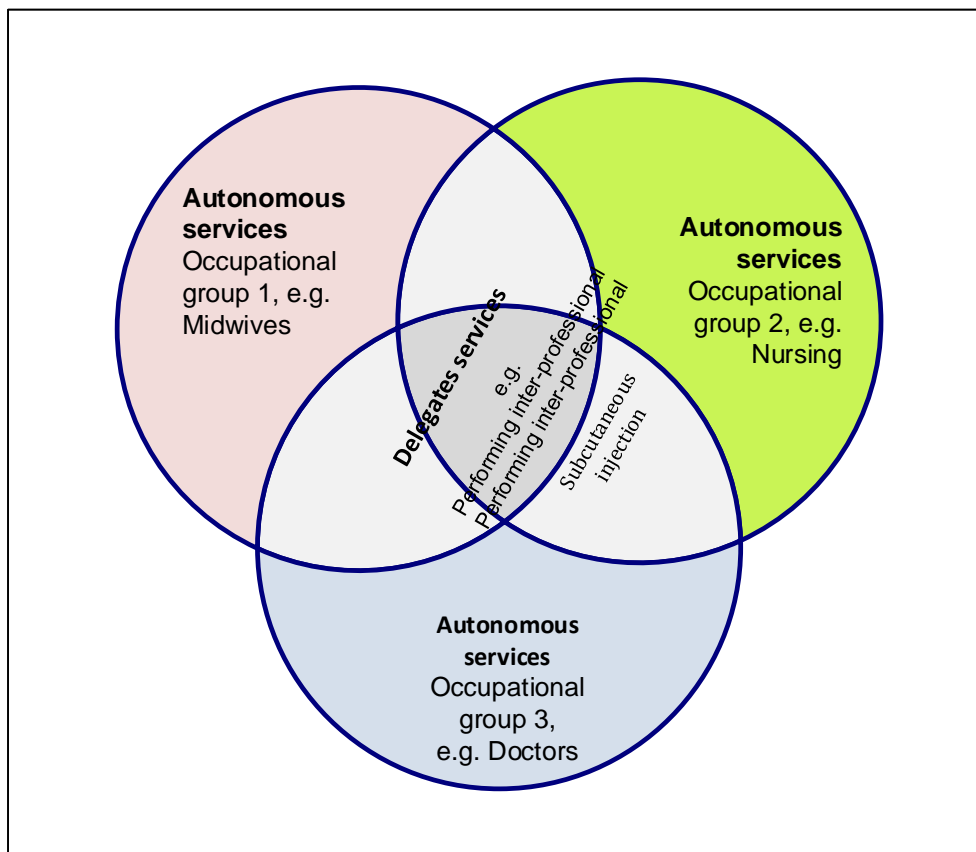 Autonomous
services
Occupational
group 1, e.g.
Midwives
Autonomous
services
Occupational
group 2, e.g.
Nursing
Delegates services
e.g.
Performing inter-professional
Performing inter-professional
Subcutaneous
injection
Autonomous
services
Occupational
group 3,
e.g. Doctors